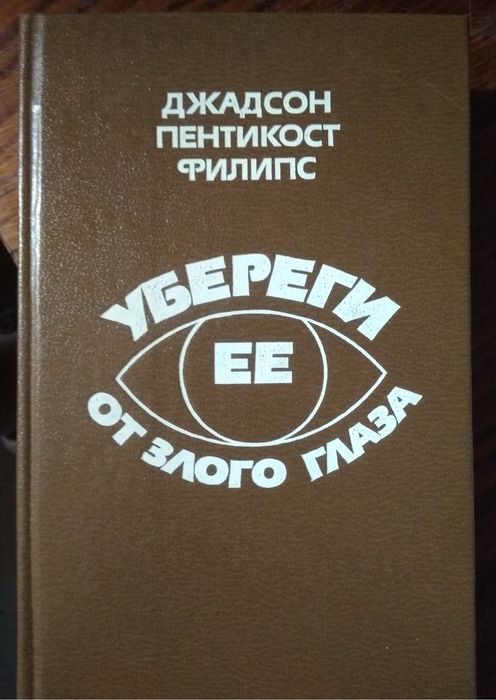 ДЖАДСОН
ПЕНТИКОСТ
ФИЛИПС
УБЕРЕГИ
ЕЕ
ОТ ЗЛОГО ГЛАЗА